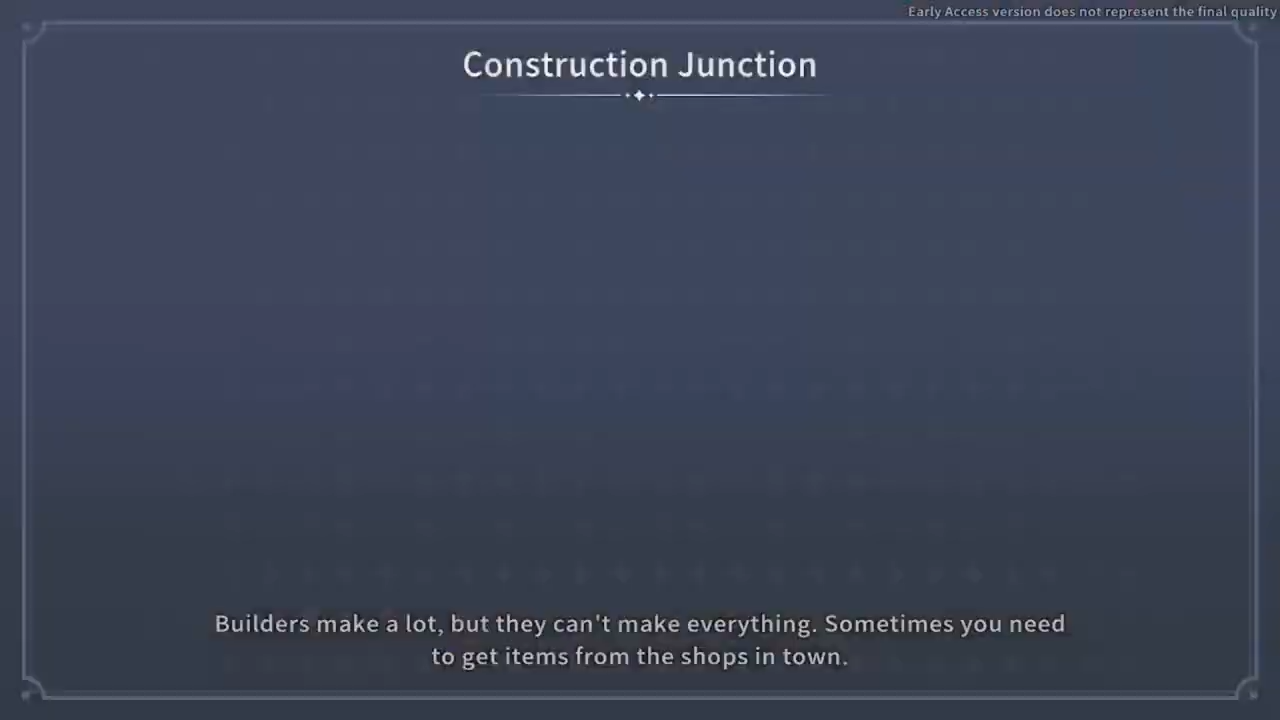 Early Access version does not represent the final quality
Construction Junction
Builders make a lot, but they can't make everything. Sometimes you need
to get items from the shops in town.